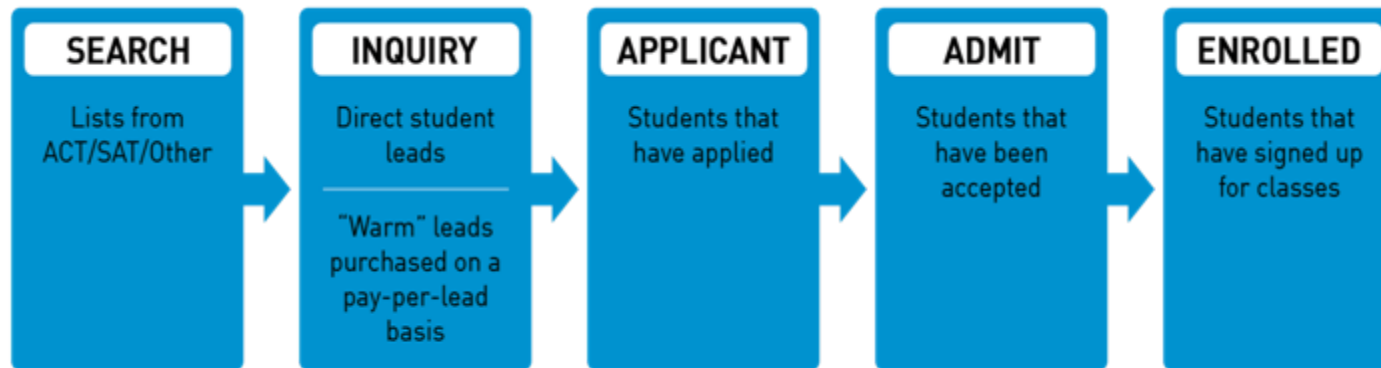 SEARCH
Lists from
ACT/SAT/Other
INQUIRY
Direct student
leads
“Warm” leads
purchased on a
pay-per-lead
basis
APPLICANT
Students that
have applied
ADMIT
Students that
have been
accepted
ENROLLED
Students that
have signed up
for classes